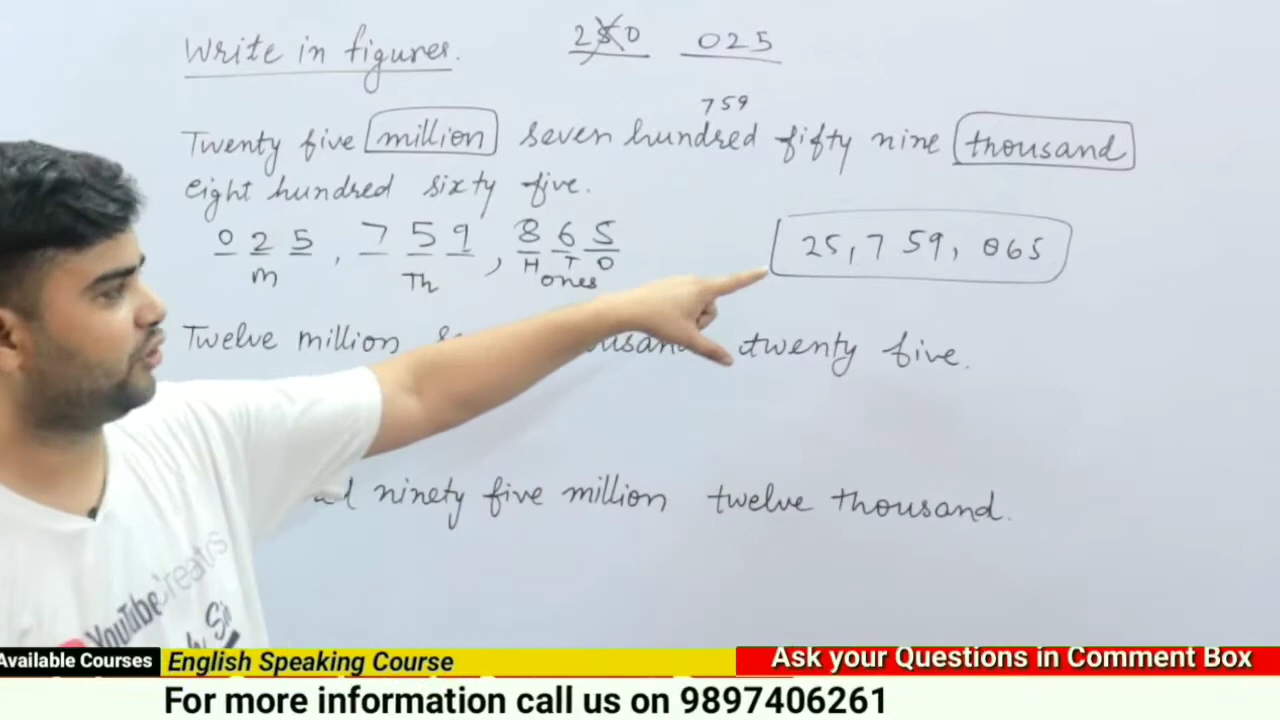 Write in figures. 250 025
759
Twenty five million seven hundred fifty nine thousand
eight hundred sixty five.
0 2 5 , 7 5 9 , 8 6 5
M Th H T O
ones
25,759,865
Twelve million twenty five.
ninety five million twelve thousand.
YouTube Creators
Available Courses English Speaking Course Ask your Questions in Comment Box
For more information call us on 9897406261